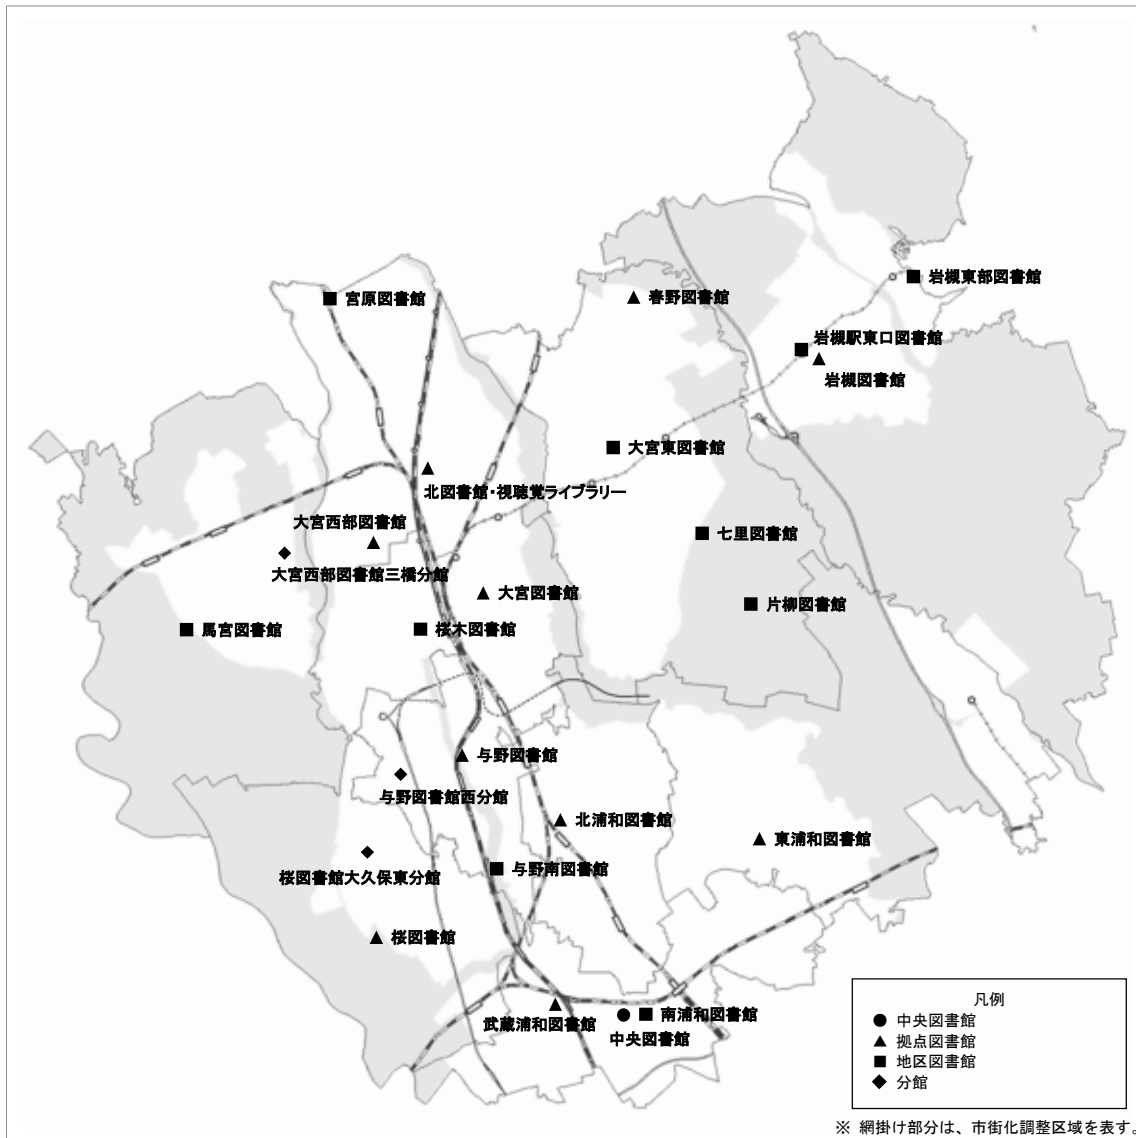 岩槻東部図書館
宮原図書館
春野図書館
岩槻駅東口図書館
岩槻図書館
大宮東図書館
北図書館・視聴覚ライブラリー
大宮西部図書館
七里図書館
大宮西部図書館三橋分館
大宮図書館
片柳図書館
馬宮図書館
桜木図書館
与野図書館
与野図書館西分館
北浦和図書館
東浦和図書館
与野南図書館
桜図書館大久保東分館
桜図書館
武蔵浦和図書館
南浦和図書館
中央図書館
凡例
中央図書館
拠点図書館
地区図書館
分館
※ 網掛け部分は、市街化調整区域を表す。